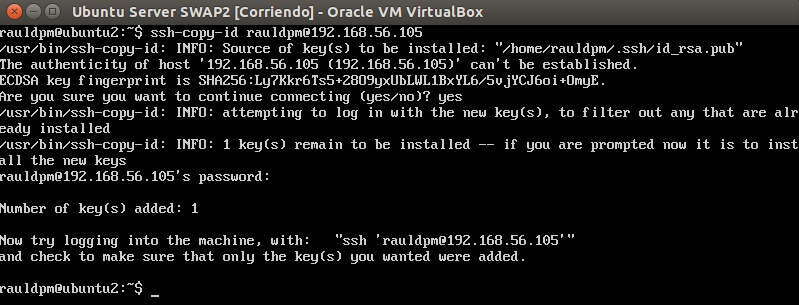 Ubuntu Server SWAP2 [Corriendo] - Oracle VM VirtualBox
rauldpm@ubuntu2:~$ ssh-copy-id rauldpm@192.168.56.105
/usr/bin/ssh-copy-id: INFO: Source of key(s) to be installed: "/home/rauldpm/.ssh/id_rsa.pub"
The authenticity of host '192.168.56.105 (192.168.56.105)' can't be established.
ECDSA key fingerprint is SHA256:Ly7Kkr6Ts5+28O9yxUbLWL1BxYL6/5vjYCJ6oi+OmyE.
Are you sure you want to continue connecting (yes/no)? yes
/usr/bin/ssh-copy-id: INFO: attempting to log in with the new key(s), to filter out any that are alr
eady installed
/usr/bin/ssh-copy-id: INFO: 1 key(s) remain to be installed -- if you are prompted now it is to inst
all the new keys
rauldpm@192.168.56.105's password:
Number of key(s) added: 1
Now try logging into the machine, with:   "ssh 'rauldpm@192.168.56.105'"
and check to make sure that only the key(s) you wanted were added.
rauldpm@ubuntu2:~$ _